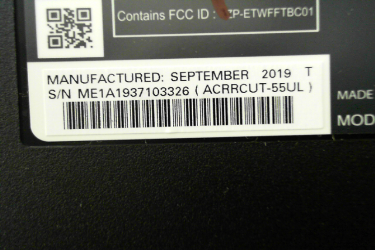 Contains FCC ID :
MANUFACTURED: SEPTEMBER 2019 T
S/N ME1A1937103326 ( ACRRCUT-55UL )
MADE
MOD